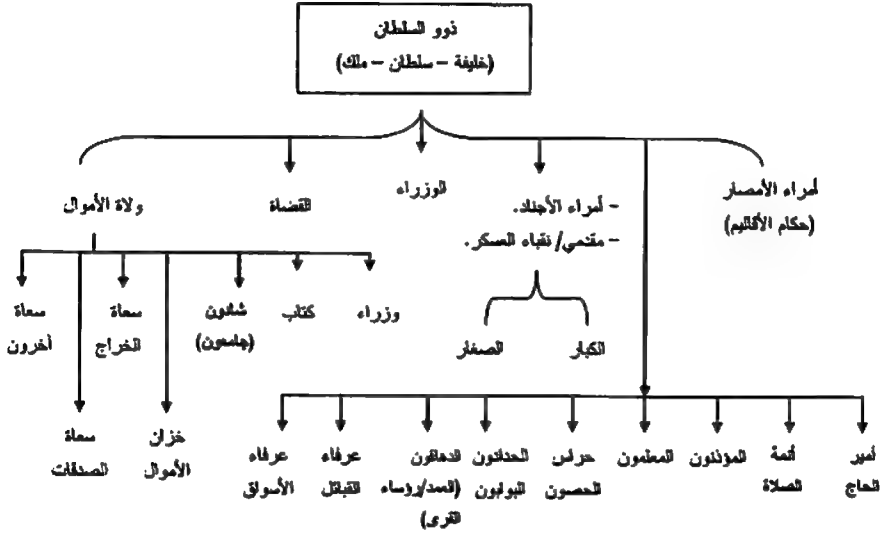 ذوو السلطان
(خليفة – سلطان – ملك)
أمراء الأمصار
(حكام الأقاليم)
– أمراء الأجناد.
– مقدمي/ نقباء العسكر.
الوزراء
القضاة
ولاة الأموال
الكبار
الصغار
وزراء
كتاب
شادون
(جامعون)
سعاة
الخراج
سعاة
أخرون
خزان
الأموال
سعاة
الصدقات
أمير
الحاج
أئمة
الصلاة
المؤذنون
المعلمون
حراس
الحصون
الحدادون
البوابون
الدهاقون
(العمد/رؤساء
القرى)
عرفاء
القبائل
عرفاء
الأسواق